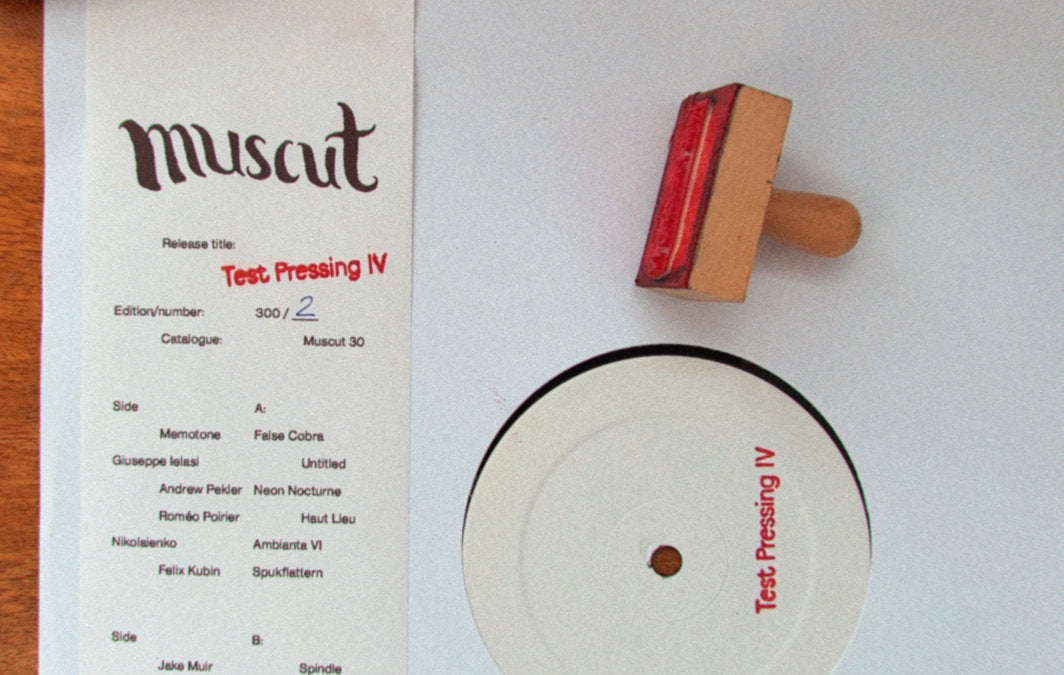 muscut
Release title:
Test Pressing IV
Edition/number: 300 / 2
Catalogue: Muscut 30
Side A:
Memotone False Cobra
Giuseppe Ielasi Untitled
Andrew Pekler Neon Nocturne
Roméo Poirier Haut Lieu
Nikolaienko Ambianta VI
Felix Kubin Spukflattern
Side B:
Jake Muir Spindle
Test Pressing IV